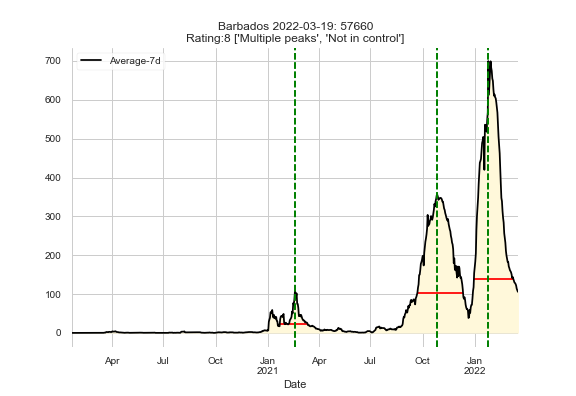 Barbados 2022-03-19: 57660
Rating:8 ['Multiple peaks', 'Not in control']
Average-7d
700
600
500
400
300
200
100
0
Apr Jul Oct Jan Apr Jul Oct Jan
2021 2022
Date